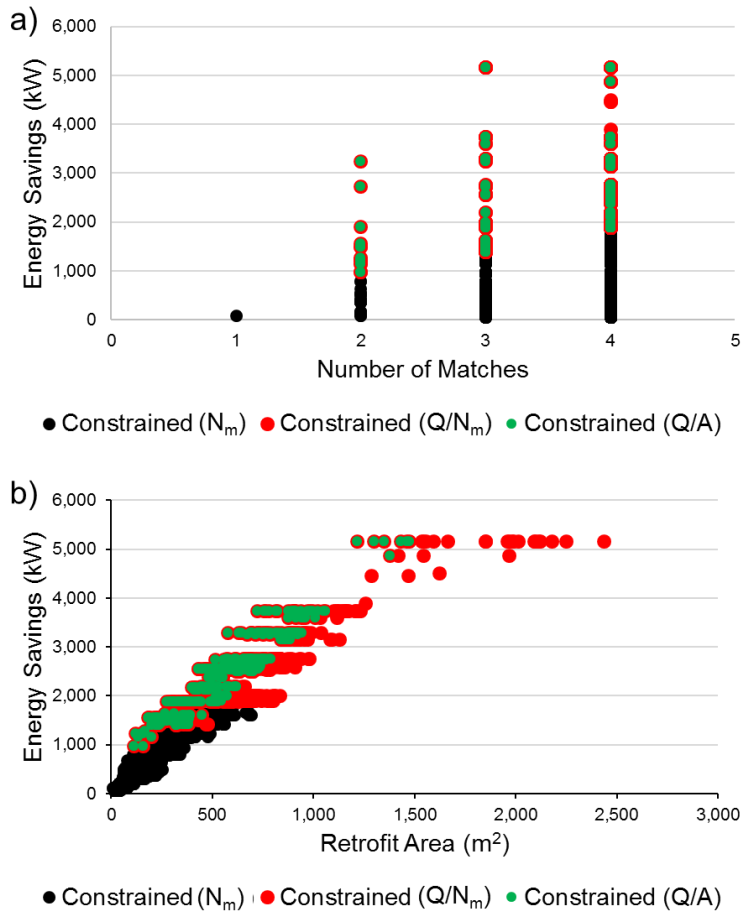 a)
6,000
5,000
4,000
3,000
2,000
1,000
0
Energy Savings (kW)
0 1 2 3 4 5
Number of Matches
Constrained (Nm) Constrained (Q/Nm) Constrained (Q/A)
b)
6,000
5,000
4,000
3,000
2,000
1,000
0
Energy Savings (kW)
0 500 1,000 1,500 2,000 2,500 3,000
Retrofit Area (m²)
Constrained (Nm) ( Constrained (Q/Nm) Constrained (Q/A)